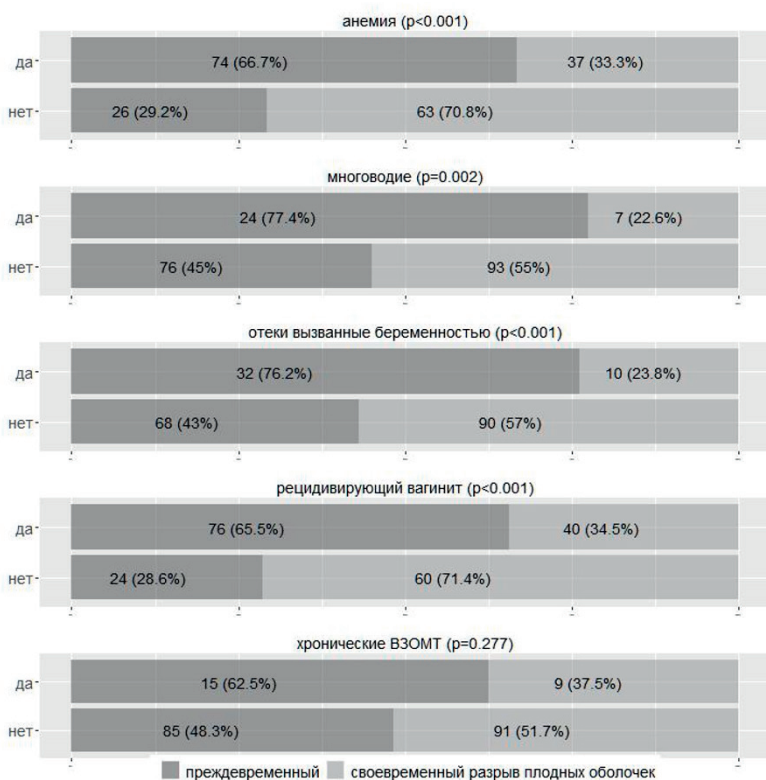 анемия (p<0.001)
да
74 (66.7%) 37 (33.3%)
нет
26 (29.2%) 63 (70.8%)
многоводие (p=0.002)
да
24 (77.4%) 7 (22.6%)
нет
76 (45%) 93 (55%)
отеки вызванные беременностью (p<0.001)
да
32 (76.2%) 10 (23.8%)
нет
68 (43%) 90 (57%)
рецидивирующий вагинит (p<0.001)
да
76 (65.5%) 40 (34.5%)
нет
24 (28.6%) 60 (71.4%)
хронические ВЗОМТ (p=0.277)
да
15 (62.5%) 9 (37.5%)
нет
85 (48.3%) 91 (51.7%)
преждевременный своевременный разрыв плодных оболочек